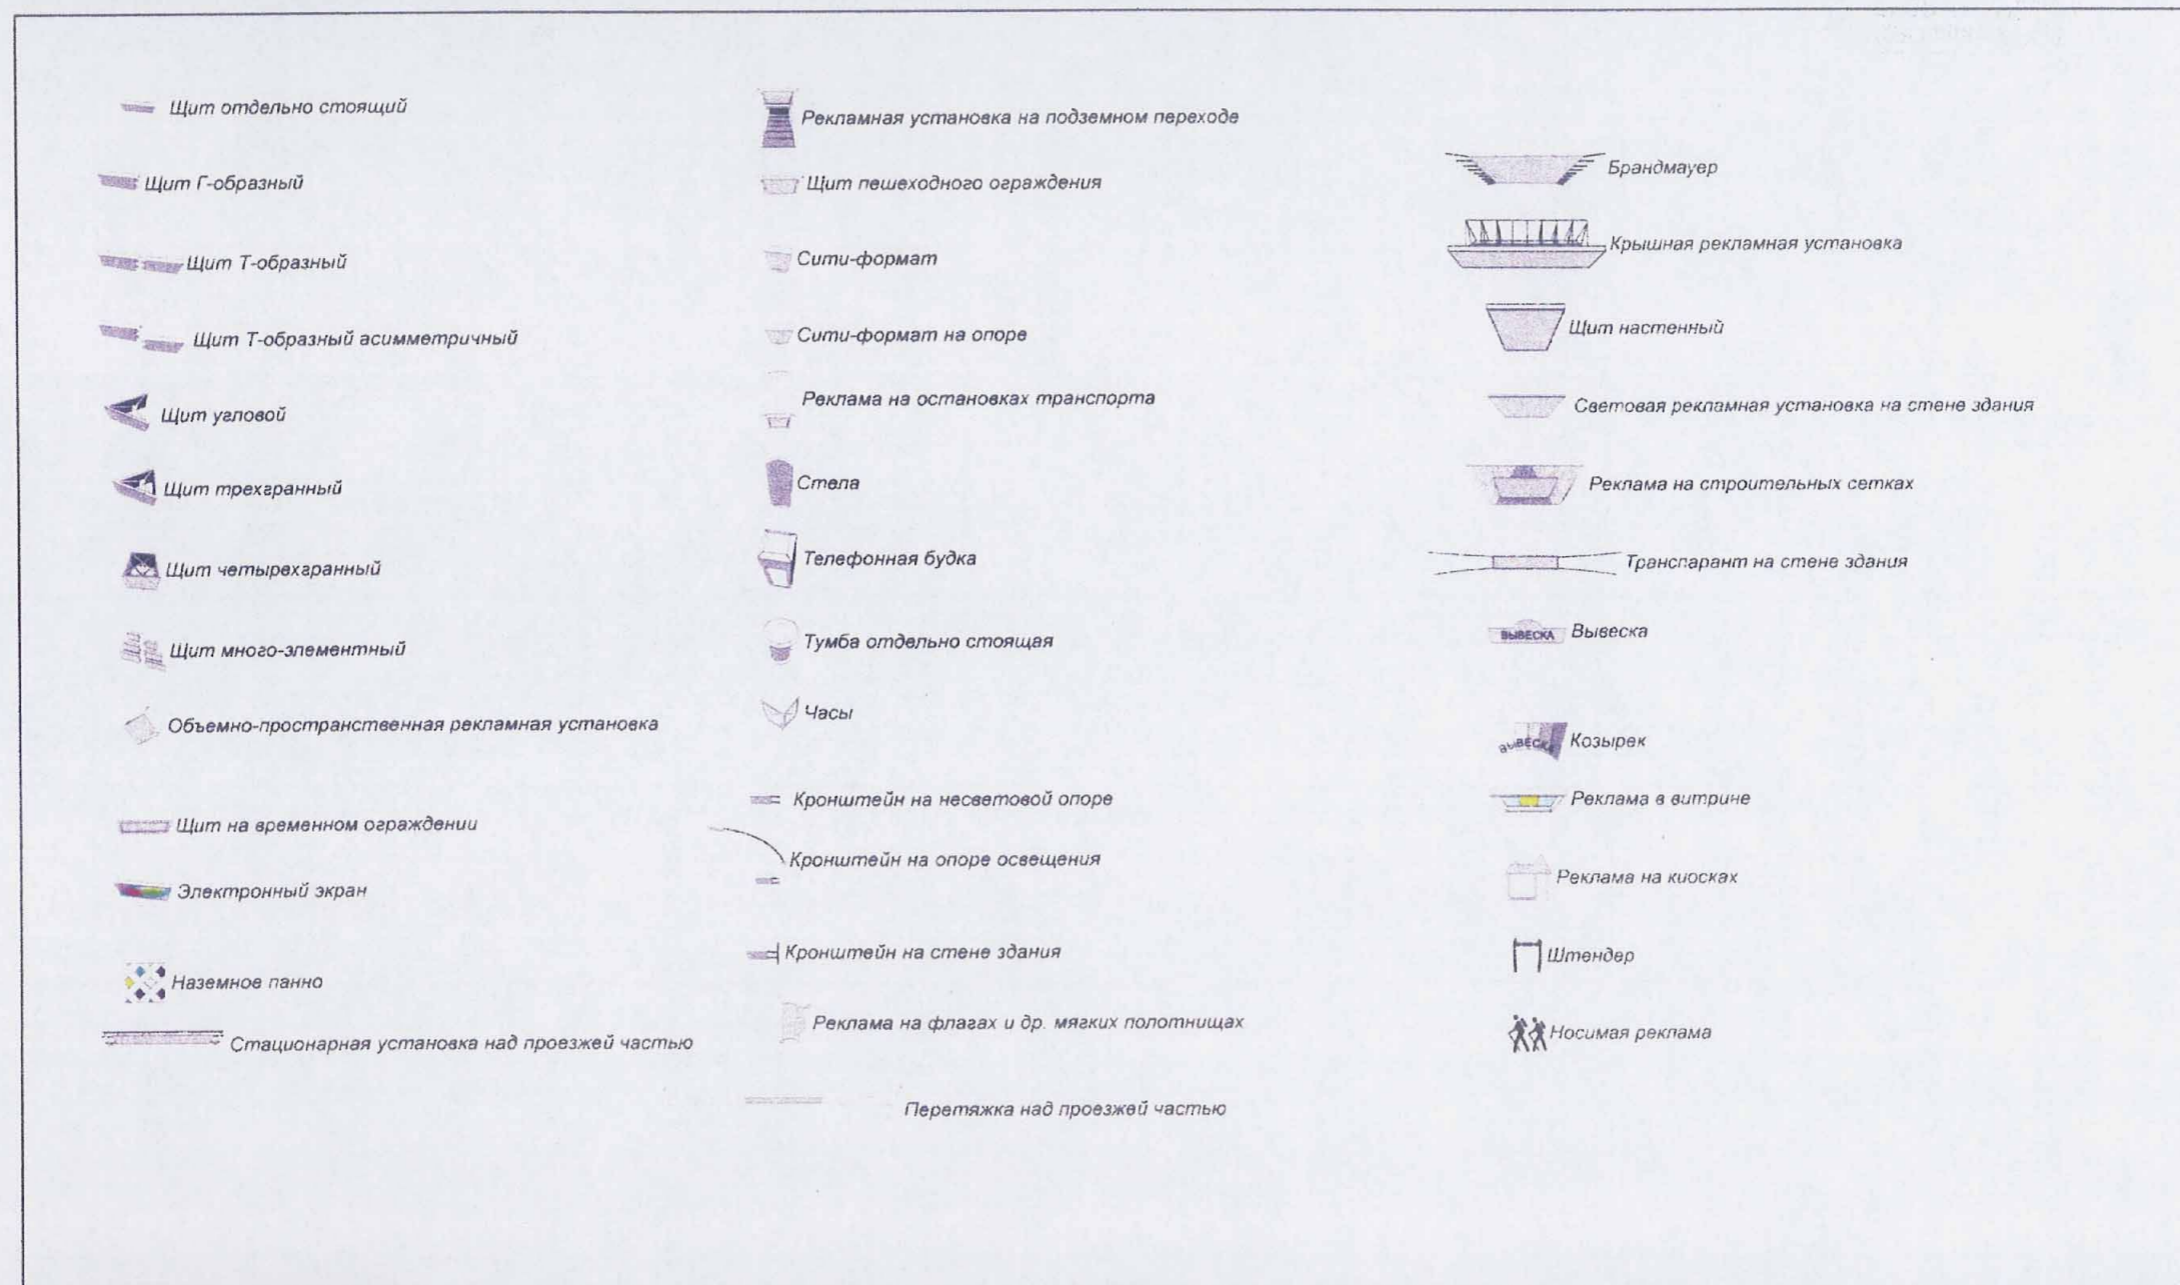 Щит отдельно стоящий
Щит Г-образный
Щит Т-образный
Щит Т-образный асимметричный
Щит угловой
Щит трехгранный
Щит четырехгранный
Щит много-элементный
Объемно-пространственная рекламная установка
Щит на временном ограждении
Электронный экран
Наземное панно
Стационарная установка над проезжей частью
Рекламная установка на подземном переходе
Щит пешеходного ограждения
Сити-формат
Сити-формат на опоре
Реклама на остановках транспорта
Стела
Телефонная будка
Тумба отдельно стоящая
Часы
Кронштейн на несветовой опоре
Кронштейн на опоре освещения
Кронштейн на стене здания
Реклама на флагах и др. мягких полотнищах
Перетяжка над проезжей частью
Брандмауер
Крышная рекламная установка
Щит настенный
Световая рекламная установка на стене здания
Реклама на строительных сетках
Транспарант на стене здания
ВЫВЕСКА Вывеска
ВЫВЕСКА Козырек
Реклама в витрине
Реклама на киосках
Штендер
Носимая реклама